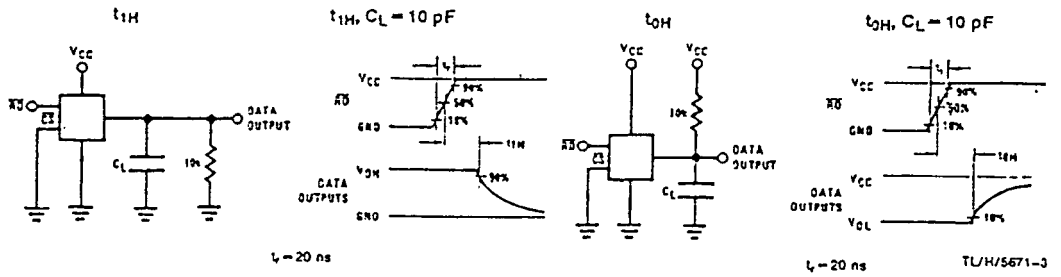 t1H
VCC
RD
CS
DATA
OUTPUT
CL
10k
t1H, CL = 10 pF
tr
VCC
RD
GND
90%
50%
10%
t1H
VOH
DATA
OUTPUTS
GND
90%
tr = 20 ns
t0H
VCC
VCC
10k
RD
CS
DATA
OUTPUT
CL
t0H, CL = 10 pF
tr
VCC
RD
GND
90%
50%
10%
t0H
VCC
DATA
OUTPUTS
VOL
10%
tr = 20 ns
TL/H/5671-3